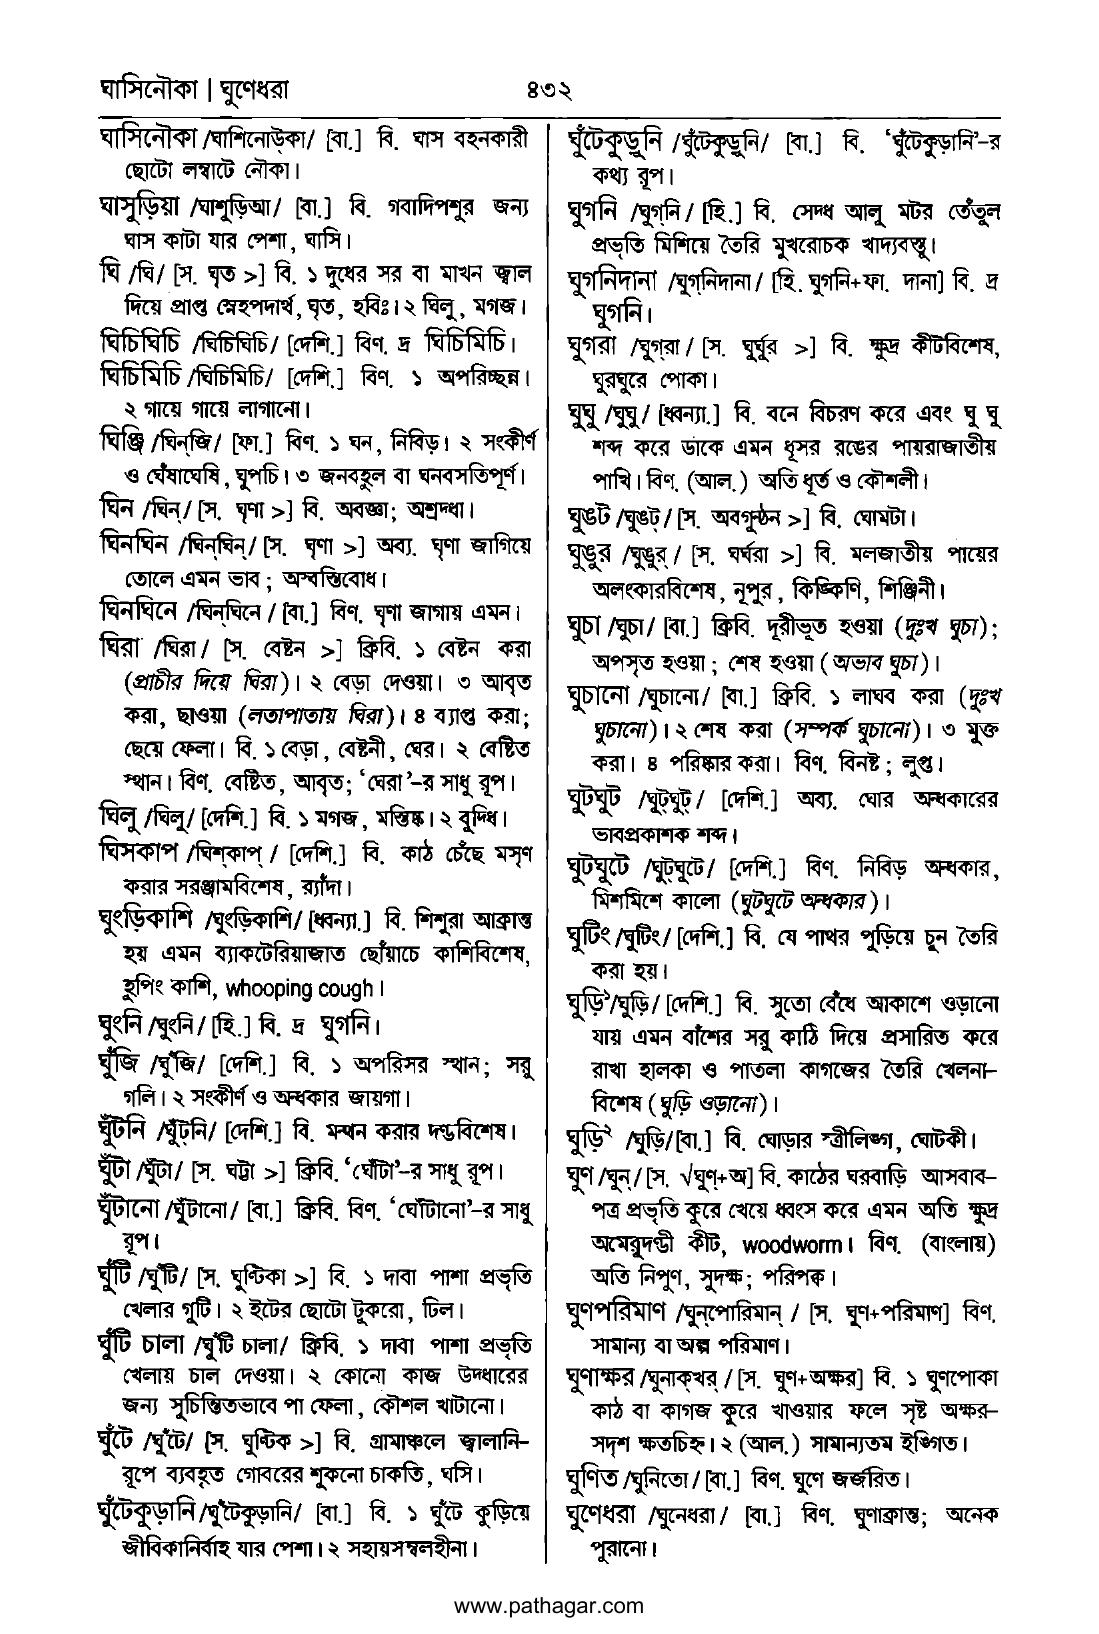 ঘাসিনৌকা | ঘুণেধরা
৪৩২
ঘাসিনৌকা /ঘাশিনোউকা/ [বা.] বি. ঘাস বহনকারী
ছোটো লম্বাটে নৌকা।
ঘাসুড়িয়া /ঘাশুড়িআ/ [বা.] বি. গবাদিপশুর জন্য
ঘাস কাটা যার পেশা, ঘাসি।
ঘি /ঘি/ [স. ঘৃত >] বি. ১ দুধের সর বা মাখন জ্বাল
দিয়ে প্রাপ্ত স্নেহপদার্থ, ঘৃত, হবিঃ। ২ ঘিলু, মগজ।
ঘিচিঘিচি /ঘিচিঘিচি/ [দেশি.] বিণ. দ্র ঘিচিমিচি।
ঘিচিমিচি /ঘিচিমিচি/ [দেশি.] বিণ. ১ অপরিচ্ছন্ন।
২ গায়ে গায়ে লাগানো।
ঘিঞ্জি /ঘিন্‌জি/ [ফা.] বিণ. ১ ঘন, নিবিড়। ২ সংকীর্ণ
ও ঘেঁষাঘেষি, ঘুপচি। ৩ জনবহুল বা ঘনবসতিপূর্ণ।
ঘিন /ঘিন্/ [স. ঘৃণা >] বি. অবজ্ঞা; অশ্রদ্ধা।
ঘিনঘিন /ঘিন্‌ঘিন্/ [স. ঘৃণা >] অব্য. ঘৃণা জাগিয়ে
তোলে এমন ভাব; অস্বস্তিবোধ।
ঘিনঘিনে /ঘিন্‌ঘিনে/ [বা.] বিণ. ঘৃণা জাগায় এমন।
ঘিরা /ঘিরা/ [স. বেষ্টন >] ক্রিবি. ১ বেষ্টন করা
(প্রাচীর দিয়ে ঘিরা)। ২ বেড়া দেওয়া। ৩ আবৃত
করা, ছাওয়া (লতাপাতায় ঘিরা)। ৪ ব্যাপ্ত করা;
ছেয়ে ফেলা। বি. ১ বেড়া, বেষ্টনী, ঘের। ২ বেষ্টিত
স্থান। বিণ. বেষ্টিত, আবৃত; ‘ঘেরা’-র সাধু রূপ।
ঘিলু /ঘিলু/ [দেশি.] বি. ১ মগজ, মস্তিষ্ক। ২ বুদ্ধি।
ঘিসকাপ /ঘিশ্‌কাপ্/ [দেশি.] বি. কাঠ চেঁছে মসৃণ
করার সরঞ্জামবিশেষ, র‍্যাঁদা।
ঘুংড়িকাশি /ঘুংড়িকাশি/ [ধ্বন্যা.] বি. শিশুরা আক্রান্ত
হয় এমন ব্যাকটেরিয়াজাত ছোঁয়াচে কাশিবিশেষ,
হুপিং কাশি, whooping cough।
ঘুংনি /ঘুংনি/ [হি.] বি. দ্র ঘুগনি।
ঘুঁজি /ঘুঁজি/ [দেশি.] বি. ১ অপরিসর স্থান; সরু
গলি। ২ সংকীর্ণ ও অন্ধকার জায়গা।
ঘুঁটনি /ঘুঁট্‌নি/ [দেশি.] বি. মন্থন করার দণ্ডবিশেষ।
ঘুঁটা /ঘুঁটা/ [স. ঘট্টা >] ক্রিবি. ‘ঘোঁটা’-র সাধু রূপ।
ঘুঁটানো /ঘুঁটানো/ [বা.] ক্রিবি. বিণ. ‘ঘোঁটানো’-র সাধু
রূপ।
ঘুঁটি /ঘুঁটি/ [স. ঘুণ্টিকা >] বি. ১ দাবা পাশা প্রভৃতি
খেলার গুটি। ২ ইটের ছোটো টুকরো, ঢিল।
ঘুঁটি চালা /ঘুঁটি চালা/ ক্রিবি. ১ দাবা পাশা প্রভৃতি
খেলায় চাল দেওয়া। ২ কোনো কাজ উদ্ধারের
জন্য সুচিন্তিতভাবে পা ফেলা, কৌশল খাটানো।
ঘুঁটে /ঘুঁটে/ [স. ঘুণ্টিক >] বি. গ্রামাঞ্চলে জ্বালানি-
রূপে ব্যবহৃত গোবরের শুকনো চাকতি, ঘসি।
ঘুঁটেকুড়ানি /ঘুঁটেকুড়ানি/ [বা.] বি. ১ ঘুঁটে কুড়িয়ে
জীবিকানির্বাহ যার পেশা। ২ সহায়সম্বলহীনা।
ঘুঁটেকুড়ুনি /ঘুঁটেকুড়ুনি/ [বা.] বি. ‘ঘুঁটেকুড়ানি’-র
কথ্য রূপ।
ঘুগনি /ঘুগ্‌নি/ [হি.] বি. সেদ্ধ আলু মটর তেঁতুল
প্রভৃতি মিশিয়ে তৈরি মুখরোচক খাদ্যবস্তু।
ঘুগনিদানা /ঘুগ্‌নিদানা/ [হি. ঘুগনি+ফা. দানা] বি. দ্র
ঘুগনি।
ঘুগরা /ঘুগ্‌রা/ [স. ঘুর্ঘুর >] বি. ক্ষুদ্র কীটবিশেষ,
ঘুরঘুরে পোকা।
ঘুঘু /ঘুঘু/ [ধ্বন্যা.] বি. বনে বিচরণ করে এবং ঘু ঘু
শব্দ করে ডাকে এমন ধূসর রঙের পায়রাজাতীয়
পাখি। বিণ. (আল.) অতি ধূর্ত ও কৌশলী।
ঘুঙট /ঘুঙট্/ [স. অবগুন্ঠন >] বি. ঘোমটা।
ঘুঙুর /ঘুঙুর্/ [স. ঘর্ঘরা >] বি. মলজাতীয় পায়ের
অলংকারবিশেষ, নূপুর, কিঙ্কিণি, শিঞ্জিনী।
ঘুচা /ঘুচা/ [বা.] ক্রিবি. দূরীভূত হওয়া (দুঃখ ঘুচা);
অপসৃত হওয়া; শেষ হওয়া (অভাব ঘুচা)।
ঘুচানো /ঘুচানো/ [বা.] ক্রিবি. ১ লাঘব করা (দুঃখ
ঘুচানো)। ২ শেষ করা (সম্পর্ক ঘুচানো)। ৩ মুক্ত
করা। ৪ পরিষ্কার করা। বিণ. বিনষ্ট; লুপ্ত।
ঘুটঘুট /ঘুট্‌ঘুট্/ [দেশি.] অব্য. ঘোর অন্ধকারের
ভাবপ্রকাশক শব্দ।
ঘুটঘুটে /ঘুট্‌ঘুটে/ [দেশি.] বিণ. নিবিড় অন্ধকার,
মিশমিশে কালো (ঘুটঘুটে অন্ধকার)।
ঘুটিং /ঘুটিং/ [দেশি.] বি. যে পাথর পুড়িয়ে চুন তৈরি
করা হয়।
ঘুড়ি১ /ঘুড়ি/ [দেশি.] বি. সুতো বেঁধে আকাশে ওড়ানো
যায় এমন বাঁশের সরু কাঠি দিয়ে প্রসারিত করে
রাখা হালকা ও পাতলা কাগজের তৈরি খেলনা-
বিশেষ (ঘুড়ি ওড়ানো)।
ঘুড়ি২ /ঘুড়ি/[বা.] বি. ঘোড়ার স্ত্রীলিঙ্গ, ঘোটকী।
ঘুণ /ঘুন্/ [স. √ঘুণ্+অ] বি. কাঠের ঘরবাড়ি আসবাব-
পত্র প্রভৃতি কুরে খেয়ে ধ্বংস করে এমন অতি ক্ষুদ্র
অমেরুদণ্ডী কীট, woodworm। বিণ. (বাংলায়)
অতি নিপুণ, সুদক্ষ; পরিপক্ব।
ঘুণপরিমাণ /ঘুন্‌পোরিমান্/ [স. ঘুণ+পরিমাণ] বিণ.
সামান্য বা অল্প পরিমাণ।
ঘুণাক্ষর /ঘুনাক্‌খর্/ [স. ঘুণ+অক্ষর] বি. ১ ঘুণপোকা
কাঠ বা কাগজ কুরে খাওয়ার ফলে সৃষ্ট অক্ষর-
সদৃশ ক্ষতচিহ্ন। ২ (আল.) সামান্যতম ইঙ্গিত।
ঘুণিত /ঘুনিতো/ [বা.] বিণ. ঘুণে জর্জরিত।
ঘুণেধরা /ঘুনেধরা/ [বা.] বিণ. ঘুণাক্রান্ত; অনেক
পুরানো।
www.pathagar.com